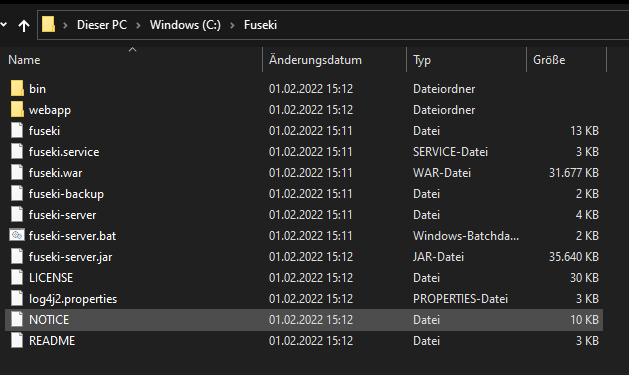 Dieser PC > Windows (C:) > Fuseki
Name Änderungsdatum Typ Größe
bin 01.02.2022 15:12 Dateiordner
webapp 01.02.2022 15:12 Dateiordner
fuseki 01.02.2022 15:11 Datei 13 KB
fuseki.service 01.02.2022 15:11 SERVICE-Datei 3 KB
fuseki.war 01.02.2022 15:11 WAR-Datei 31.677 KB
fuseki-backup 01.02.2022 15:11 Datei 2 KB
fuseki-server 01.02.2022 15:11 Datei 4 KB
fuseki-server.bat 01.02.2022 15:11 Windows-Batchda... 2 KB
fuseki-server.jar 01.02.2022 15:12 JAR-Datei 35.640 KB
LICENSE 01.02.2022 15:12 Datei 30 KB
log4j2.properties 01.02.2022 15:12 PROPERTIES-Datei 3 KB
NOTICE 01.02.2022 15:12 Datei 10 KB
README 01.02.2022 15:12 Datei 3 KB